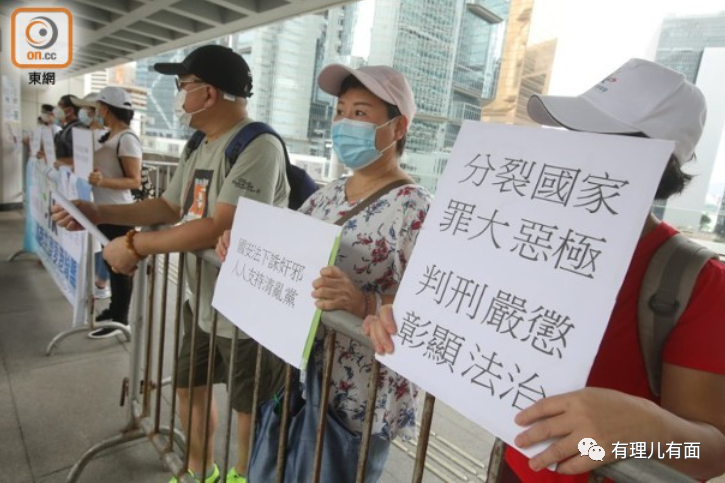 on.cc
東網
國安法下誅奸邪
人人支持清亂黨
分裂國家
罪大惡極
判刑嚴懲
彰顯法治
有理儿有面